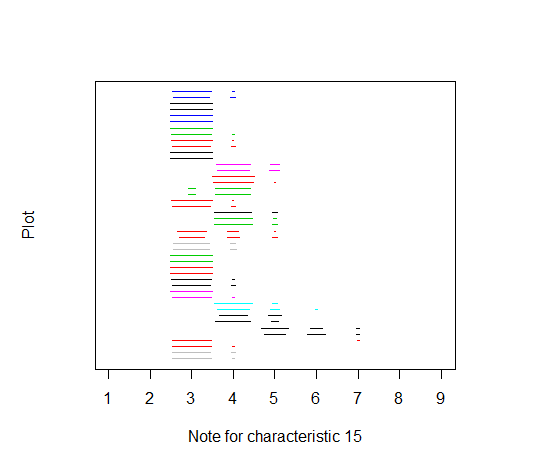 Plot
1 2 3 4 5 6 7 8 9
Note for characteristic 15